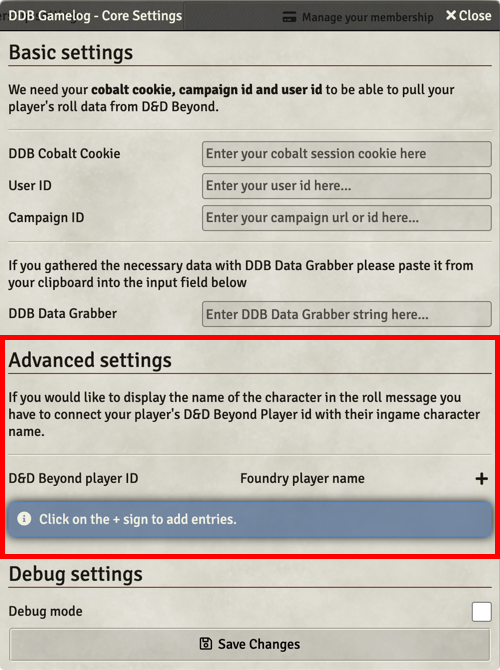 DDB Gamelog - Core Settings
Manage your membership
Close
Basic settings
We need your cobalt cookie, campaign id and user id to be able to pull your
player's roll data from D&D Beyond.
DDB Cobalt Cookie
Enter your cobalt session cookie here
User ID
Enter your user id here...
Campaign ID
Enter your campaign url or id here...
If you gathered the necessary data with DDB Data Grabber please paste it from
your clipboard into the input field below
DDB Data Grabber
Enter DDB Data Grabber string here...
Advanced settings
If you would like to display the name of the character in the roll message you
have to connect your player's D&D Beyond Player id with their ingame character
name.
D&D Beyond player ID
Foundry player name
+
Click on the + sign to add entries.
Debug settings
Debug mode
Save Changes